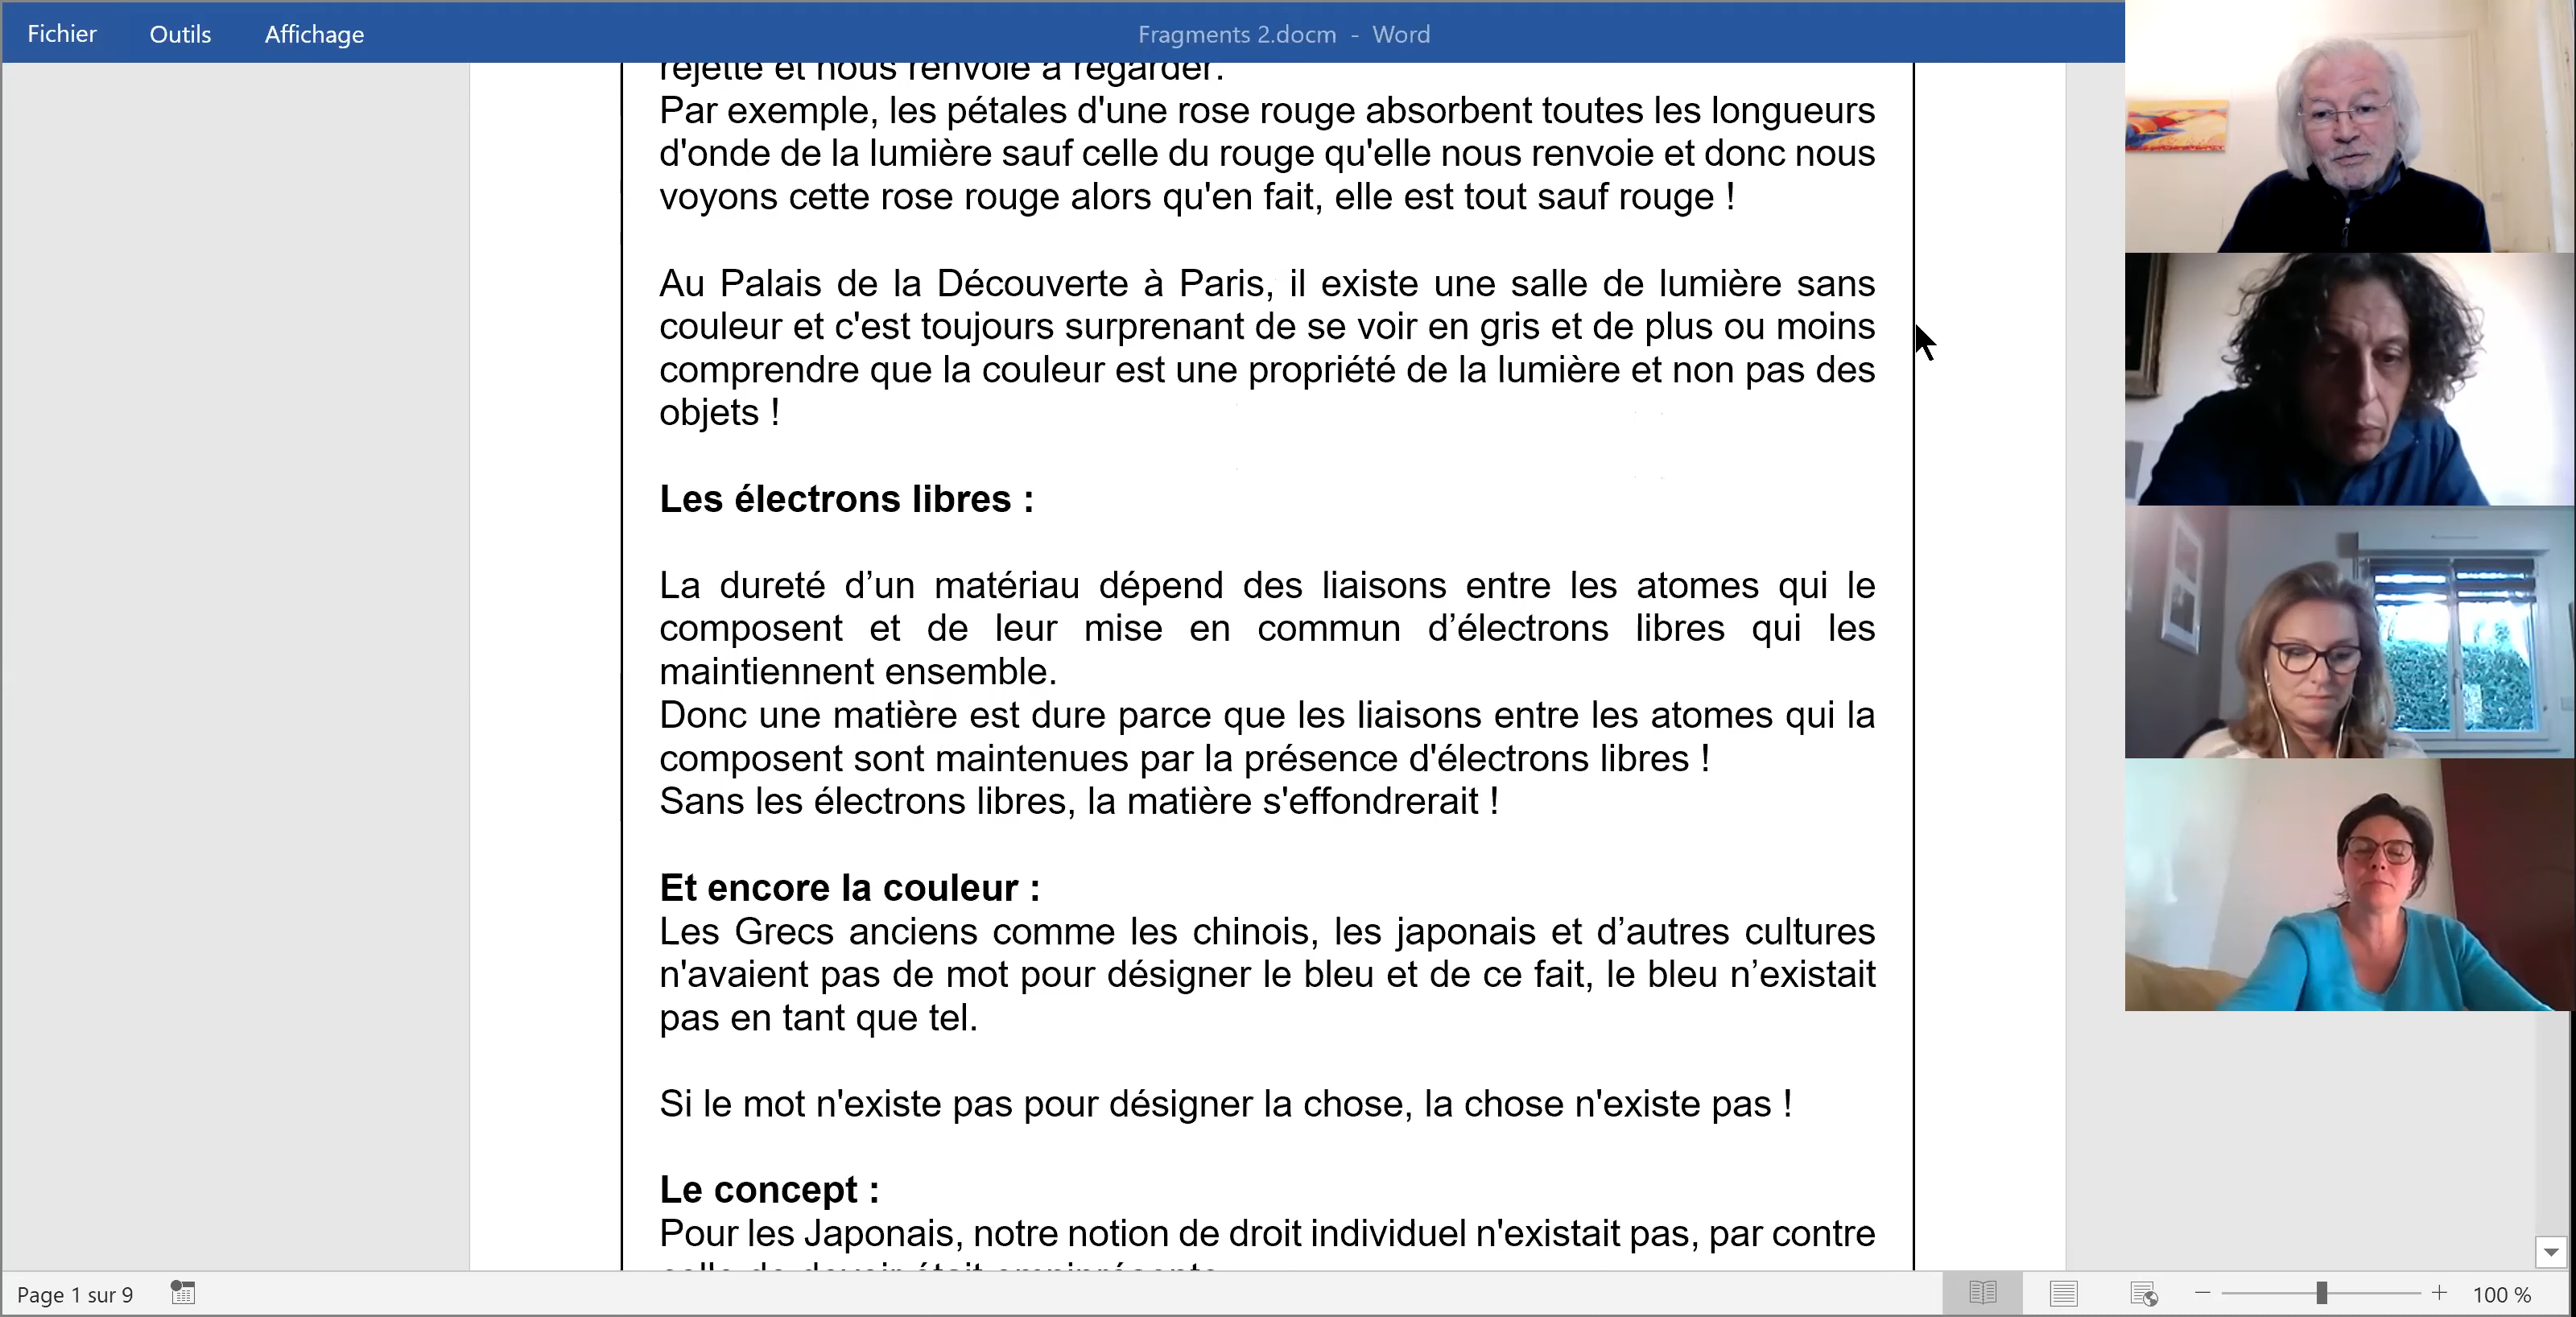 Fichier Outils Affichage Fragments 2.docm - Word
rejette et nous renvoie à regarder.
Par exemple, les pétales d'une rose rouge absorbent toutes les longueurs
d'onde de la lumière sauf celle du rouge qu'elle nous renvoie et donc nous
voyons cette rose rouge alors qu'en fait, elle est tout sauf rouge !
Au Palais de la Découverte à Paris, il existe une salle de lumière sans
couleur et c'est toujours surprenant de se voir en gris et de plus ou moins
comprendre que la couleur est une propriété de la lumière et non pas des
objets !
Les électrons libres :
La dureté d’un matériau dépend des liaisons entre les atomes qui le
composent et de leur mise en commun d’électrons libres qui les
maintiennent ensemble.
Donc une matière est dure parce que les liaisons entre les atomes qui la
composent sont maintenues par la présence d'électrons libres !
Sans les électrons libres, la matière s'effondrerait !
Et encore la couleur :
Les Grecs anciens comme les chinois, les japonais et d’autres cultures
n'avaient pas de mot pour désigner le bleu et de ce fait, le bleu n’existait
pas en tant que tel.
Si le mot n'existe pas pour désigner la chose, la chose n'existe pas !
Le concept :
Pour les Japonais, notre notion de droit individuel n'existait pas, par contre
celle de devoir était omniprésente
Page 1 sur 9 100 %